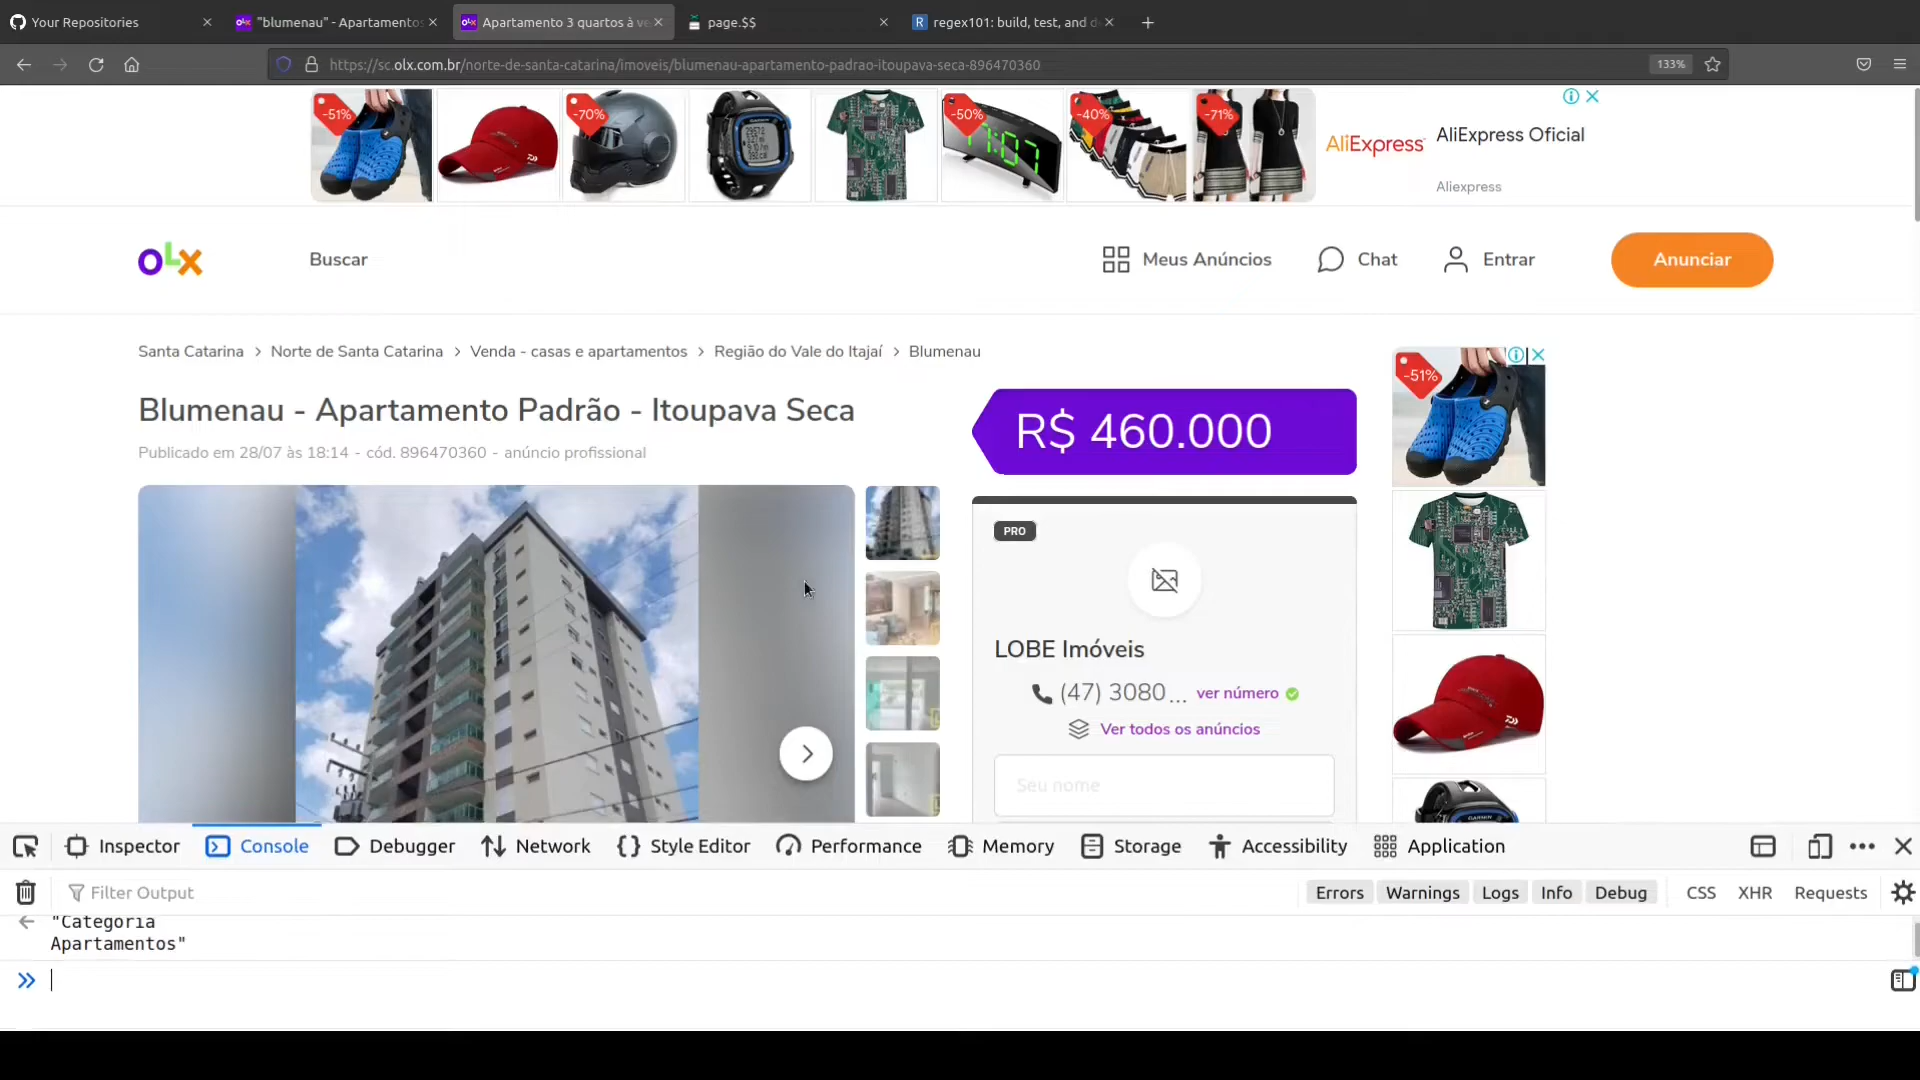 Your Repositories
"blumenau" - Apartamentos
Apartamento 3 quartos à ve
page.$$
regex101: build, test, and de
https://sc.olx.com.br/norte-de-santa-catarina/imoveis/blumenau-apartamento-padrao-itoupava-seca-896470360
133%
-51%
-70%
-50%
-40%
-71%
11:07
AliExpress
AliExpress Oficial
Aliexpress
olx
Buscar
Meus Anúncios
Chat
Entrar
Anunciar
Santa Catarina > Norte de Santa Catarina > Venda - casas e apartamentos > Região do Vale do Itajaí > Blumenau
Blumenau - Apartamento Padrão - Itoupava Seca
Publicado em 28/07 às 18:14 - cód. 896470360 - anúncio profissional
R$ 460.000
-51%
PRO
LOBE Imóveis
(47) 3080... ver número
Ver todos os anúncios
Seu nome
Inspector
Console
Debugger
Network
Style Editor
Performance
Memory
Storage
Accessibility
Application
Filter Output
Errors
Warnings
Logs
Info
Debug
CSS
XHR
Requests
"Categoria
Apartamentos"